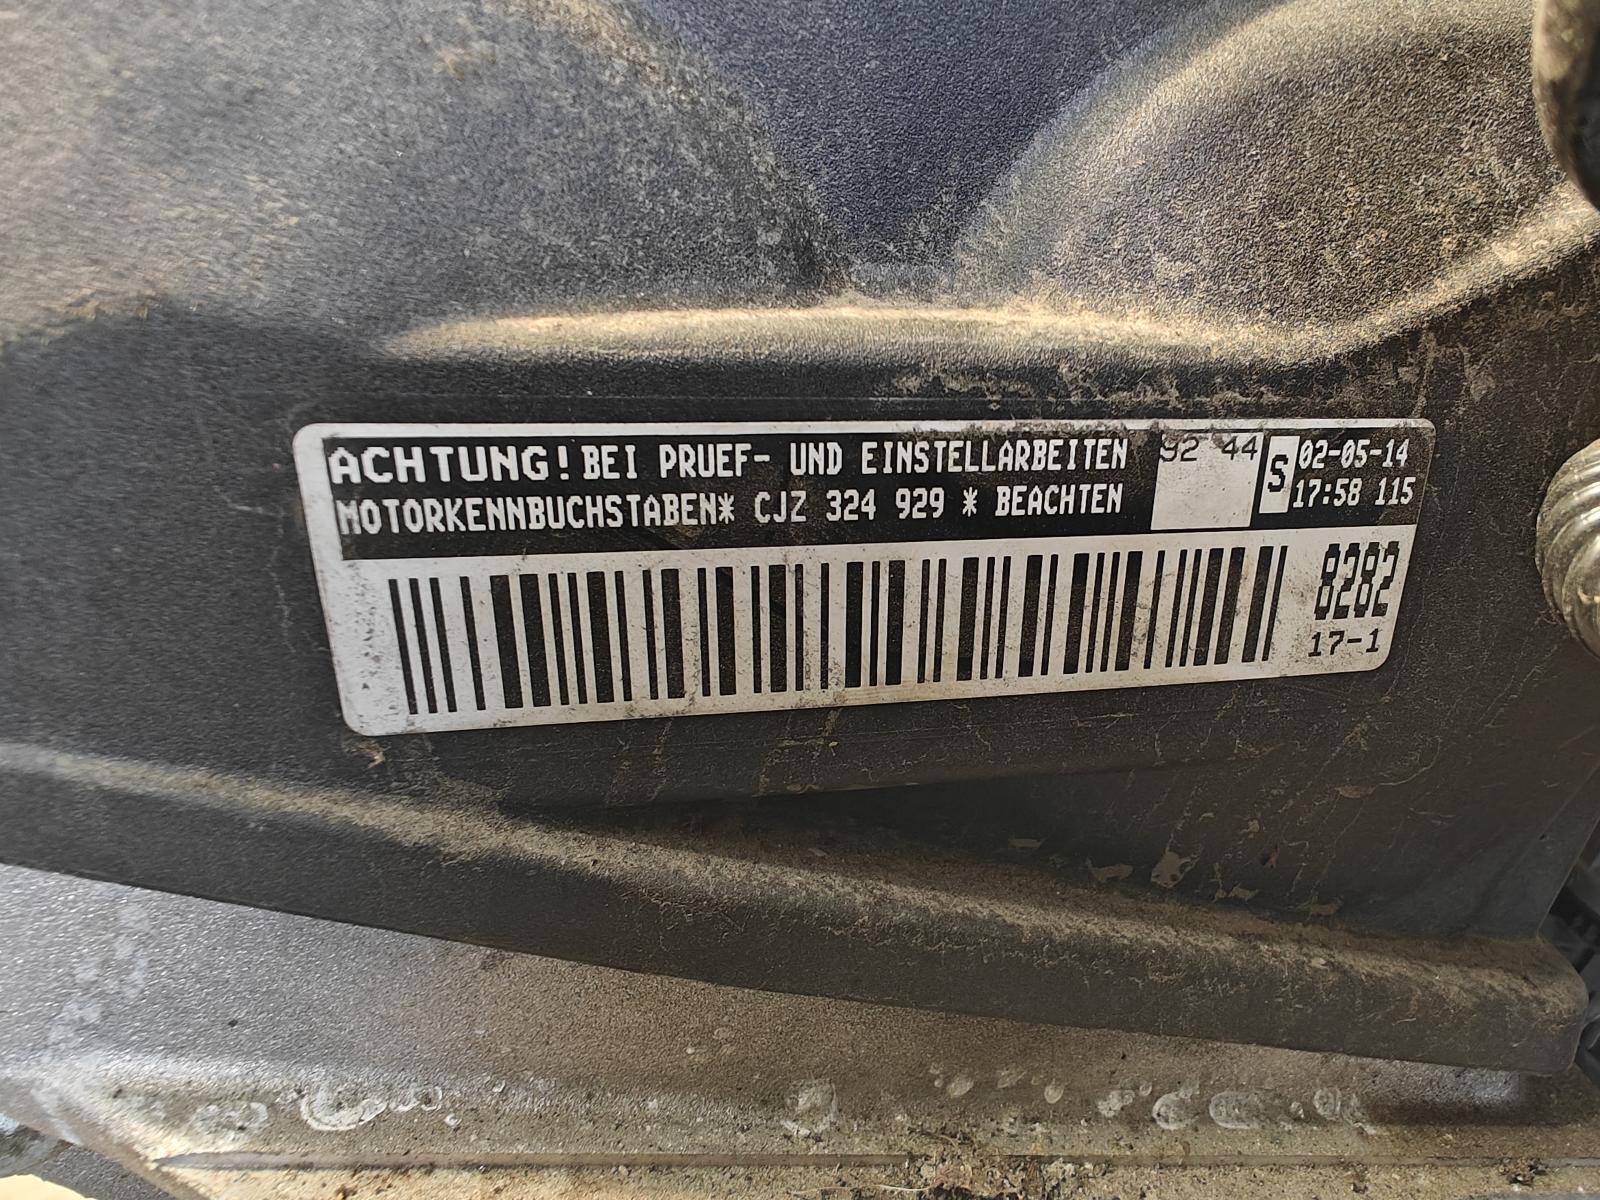 ACHTUNG! BEI PRUEF- UND EINSTELLARBEITEN
MOTORKENNBUCHSTABEN* CJZ 324 929 * BEACHTEN
92 44
S
02-05-14
17:58 115
8282
17-1